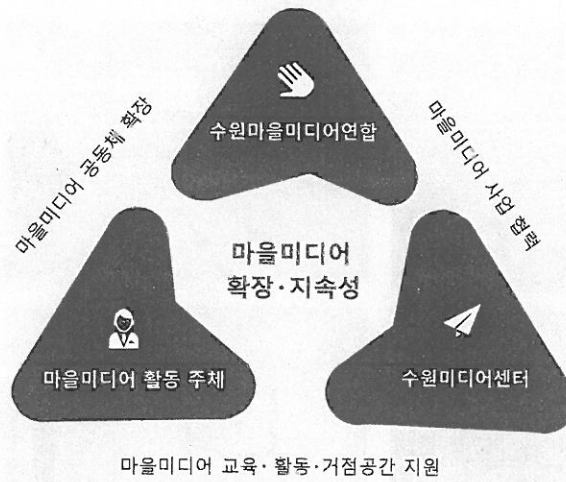 수원마을미디어연합
마을미디어 공동체 확장
마을미디어 사업 협력
마을미디어
확장·지속성
마을미디어 활동 주체
수원미디어센터
마을미디어 교육·활동·거점공간 지원